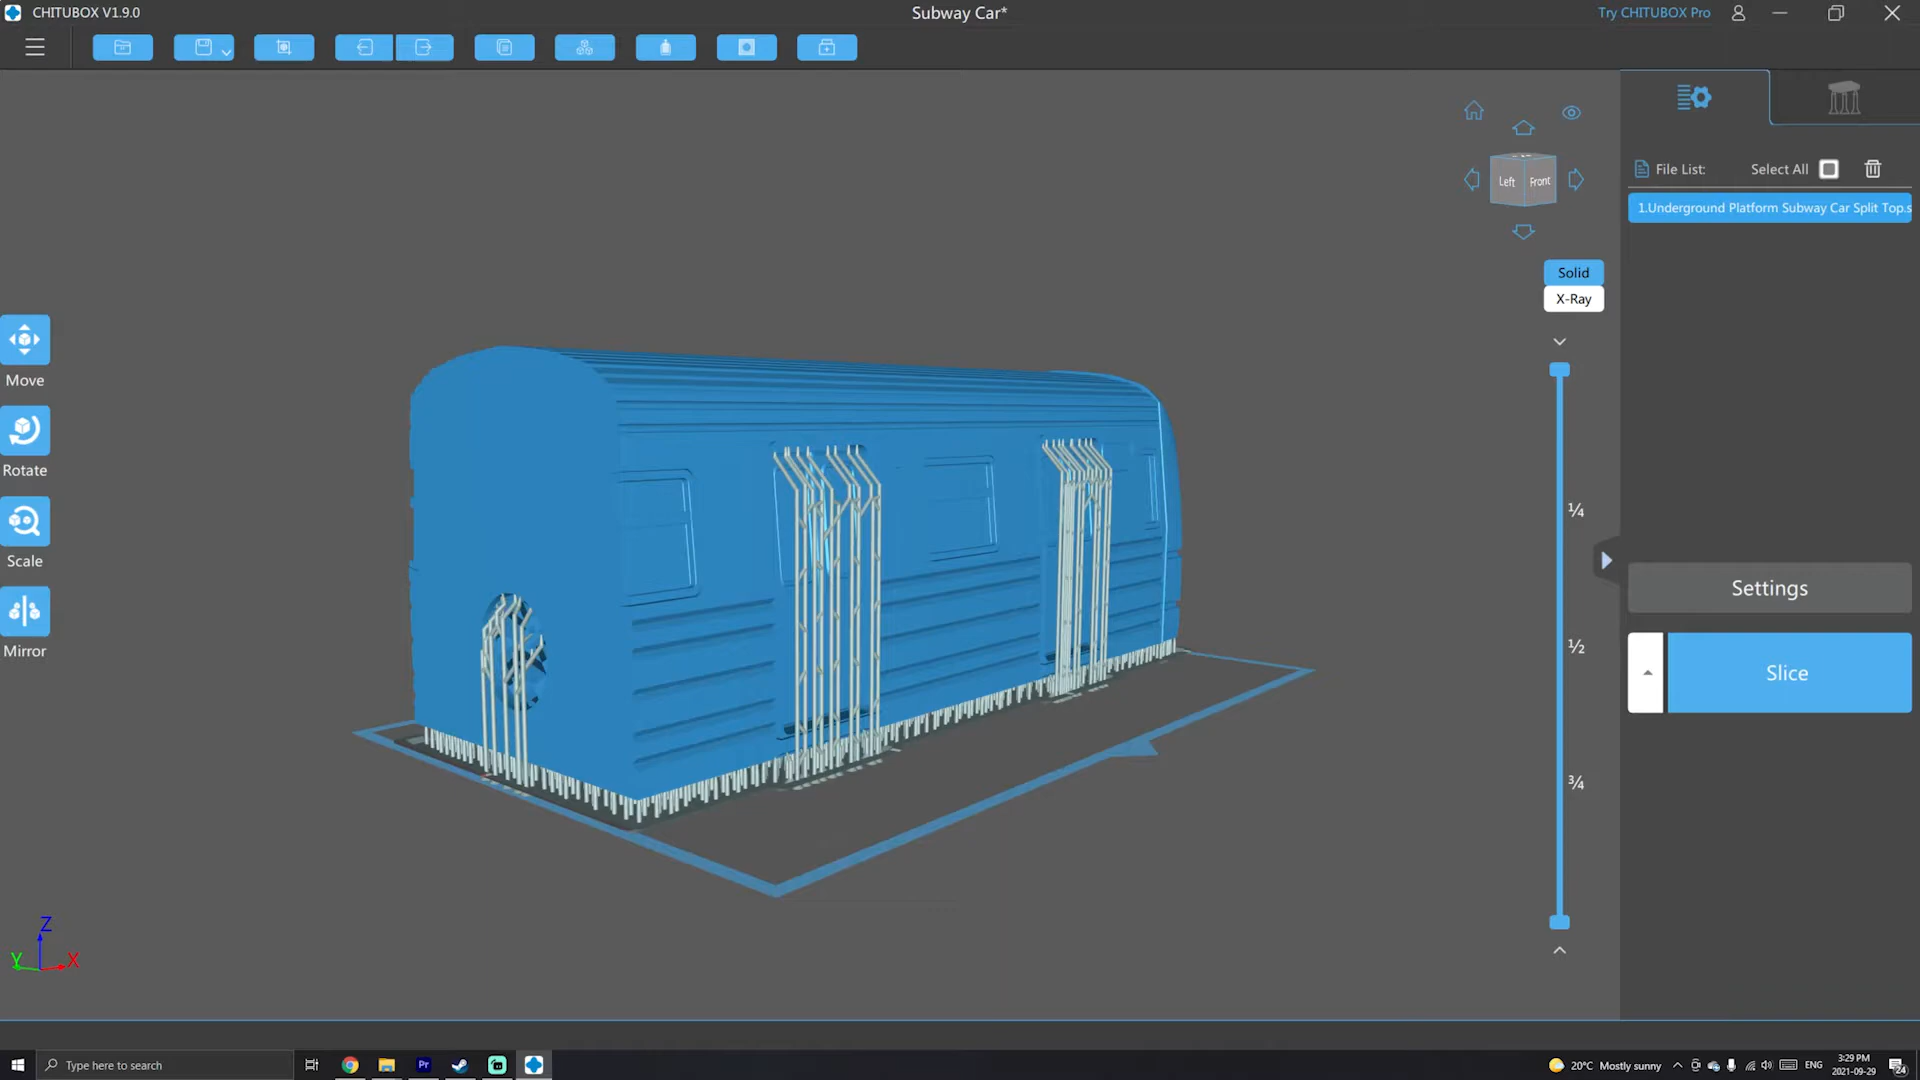 CHITUBOX V1.9.0
Subway Car*
Try CHITUBOX Pro
File List:
Select All
1.Underground Platform Subway Car Split Top.s
Left
Front
Solid
X-Ray
Move
Rotate
Scale
Mirror
¼
½
¾
Settings
Slice
Z
Y
X
Type here to search
Pr
20°C Mostly sunny
ENG
3:29 PM
2021-09-29
24